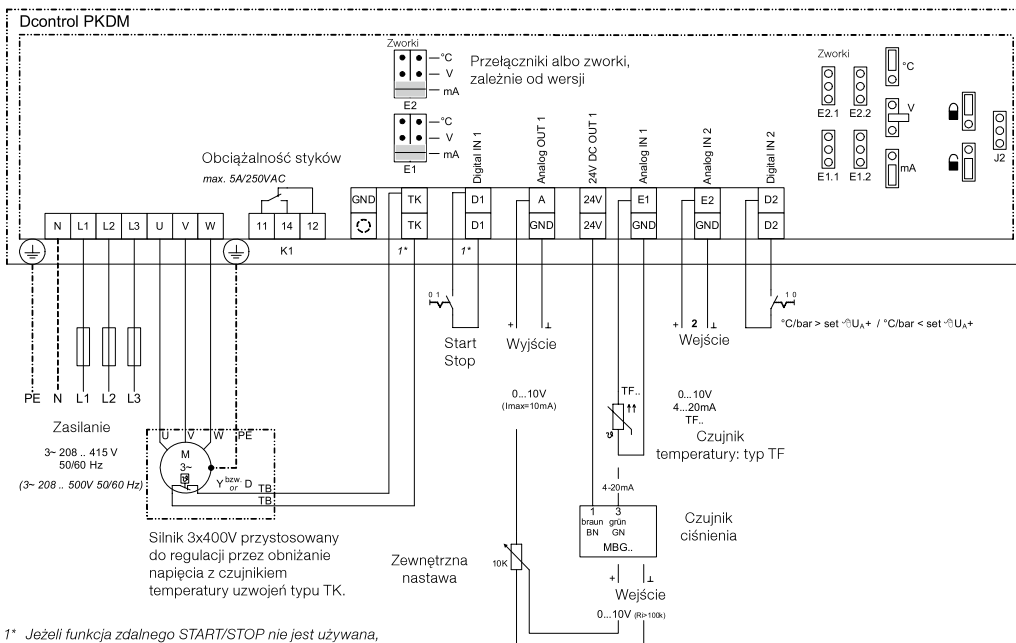 Dcontrol PKDM
Zworki
°C
V
mA
E2
°C
V
mA
E1
Przełączniki albo zworki,
zależnie od wersji
Zworki
E2.1 E2.2
E1.1 E1.2
°C
V
mA
J2
Obciążalność styków
max. 5A/250VAC
Digital IN 1
Analog OUT 1
24V DC OUT 1
Analog IN 1
Analog IN 2
Digital IN 2
GND TK D1 A 24V E1 E2 D2
N L1 L2 L3 U V W 11 14 12 TK D1 GND 24V GND GND D2
K1
1* 1*
0 1
Start
Stop
+ ⊥
Wyjście
0...10V
(Imax=10mA)
+ 2 ⊥
Wejście
0...10V
4...20mA
TF..
1 0
°C/bar > set UA+ / °C/bar < set UA+
TF..
ϑ
Czujnik
temperatury: typ TF
4-20mA
1 3
braun grün
BN GN
MBG..
Czujnik
ciśnienia
+ ⊥
Wejście
0...10V (Ri>100k)
10K
Zewnętrzna
nastawa
PE N L1 L2 L3
Zasilanie
3~ 208 .. 415 V
50/60 Hz
(3~ 208 .. 500V 50/60 Hz)
U V W PE
M
3~
ϑ
Y bzw. or D
TB
TB
Silnik 3x400V przystosowany
do regulacji przez obniżanie
napięcia z czujnikiem
temperatury uzwojeń typu TK.
1* Jeżeli funkcja zdalnego START/STOP nie jest używana,